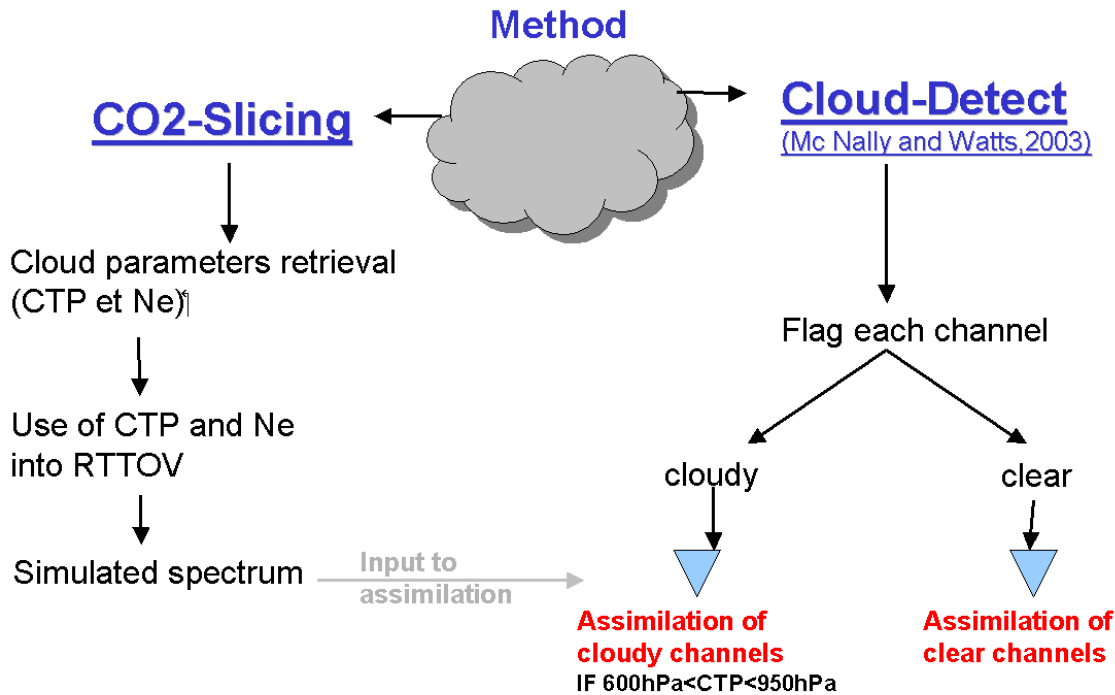 Method
CO2-Slicing
Cloud parameters retrieval
(CTP et Ne)¶
Use of CTP and Ne
into RTTOV
Simulated spectrum
Input to
assimilation
Cloud-Detect
(Mc Nally and Watts,2003)
Flag each channel
cloudy
clear
Assimilation of
cloudy channels
IF 600hPa<CTP<950hPa
Assimilation of
clear channels